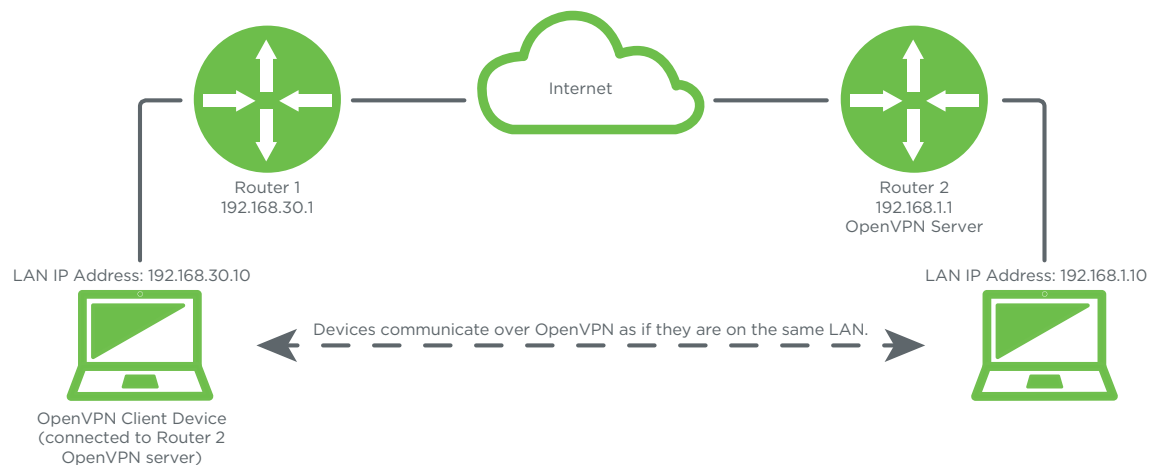 Internet
Router 1
192.168.30.1
Router 2
192.168.1.1
OpenVPN Server
LAN IP Address: 192.168.30.10
LAN IP Address: 192.168.1.10
Devices communicate over OpenVPN as if they are on the same LAN.
OpenVPN Client Device
(connected to Router 2
OpenVPN server)